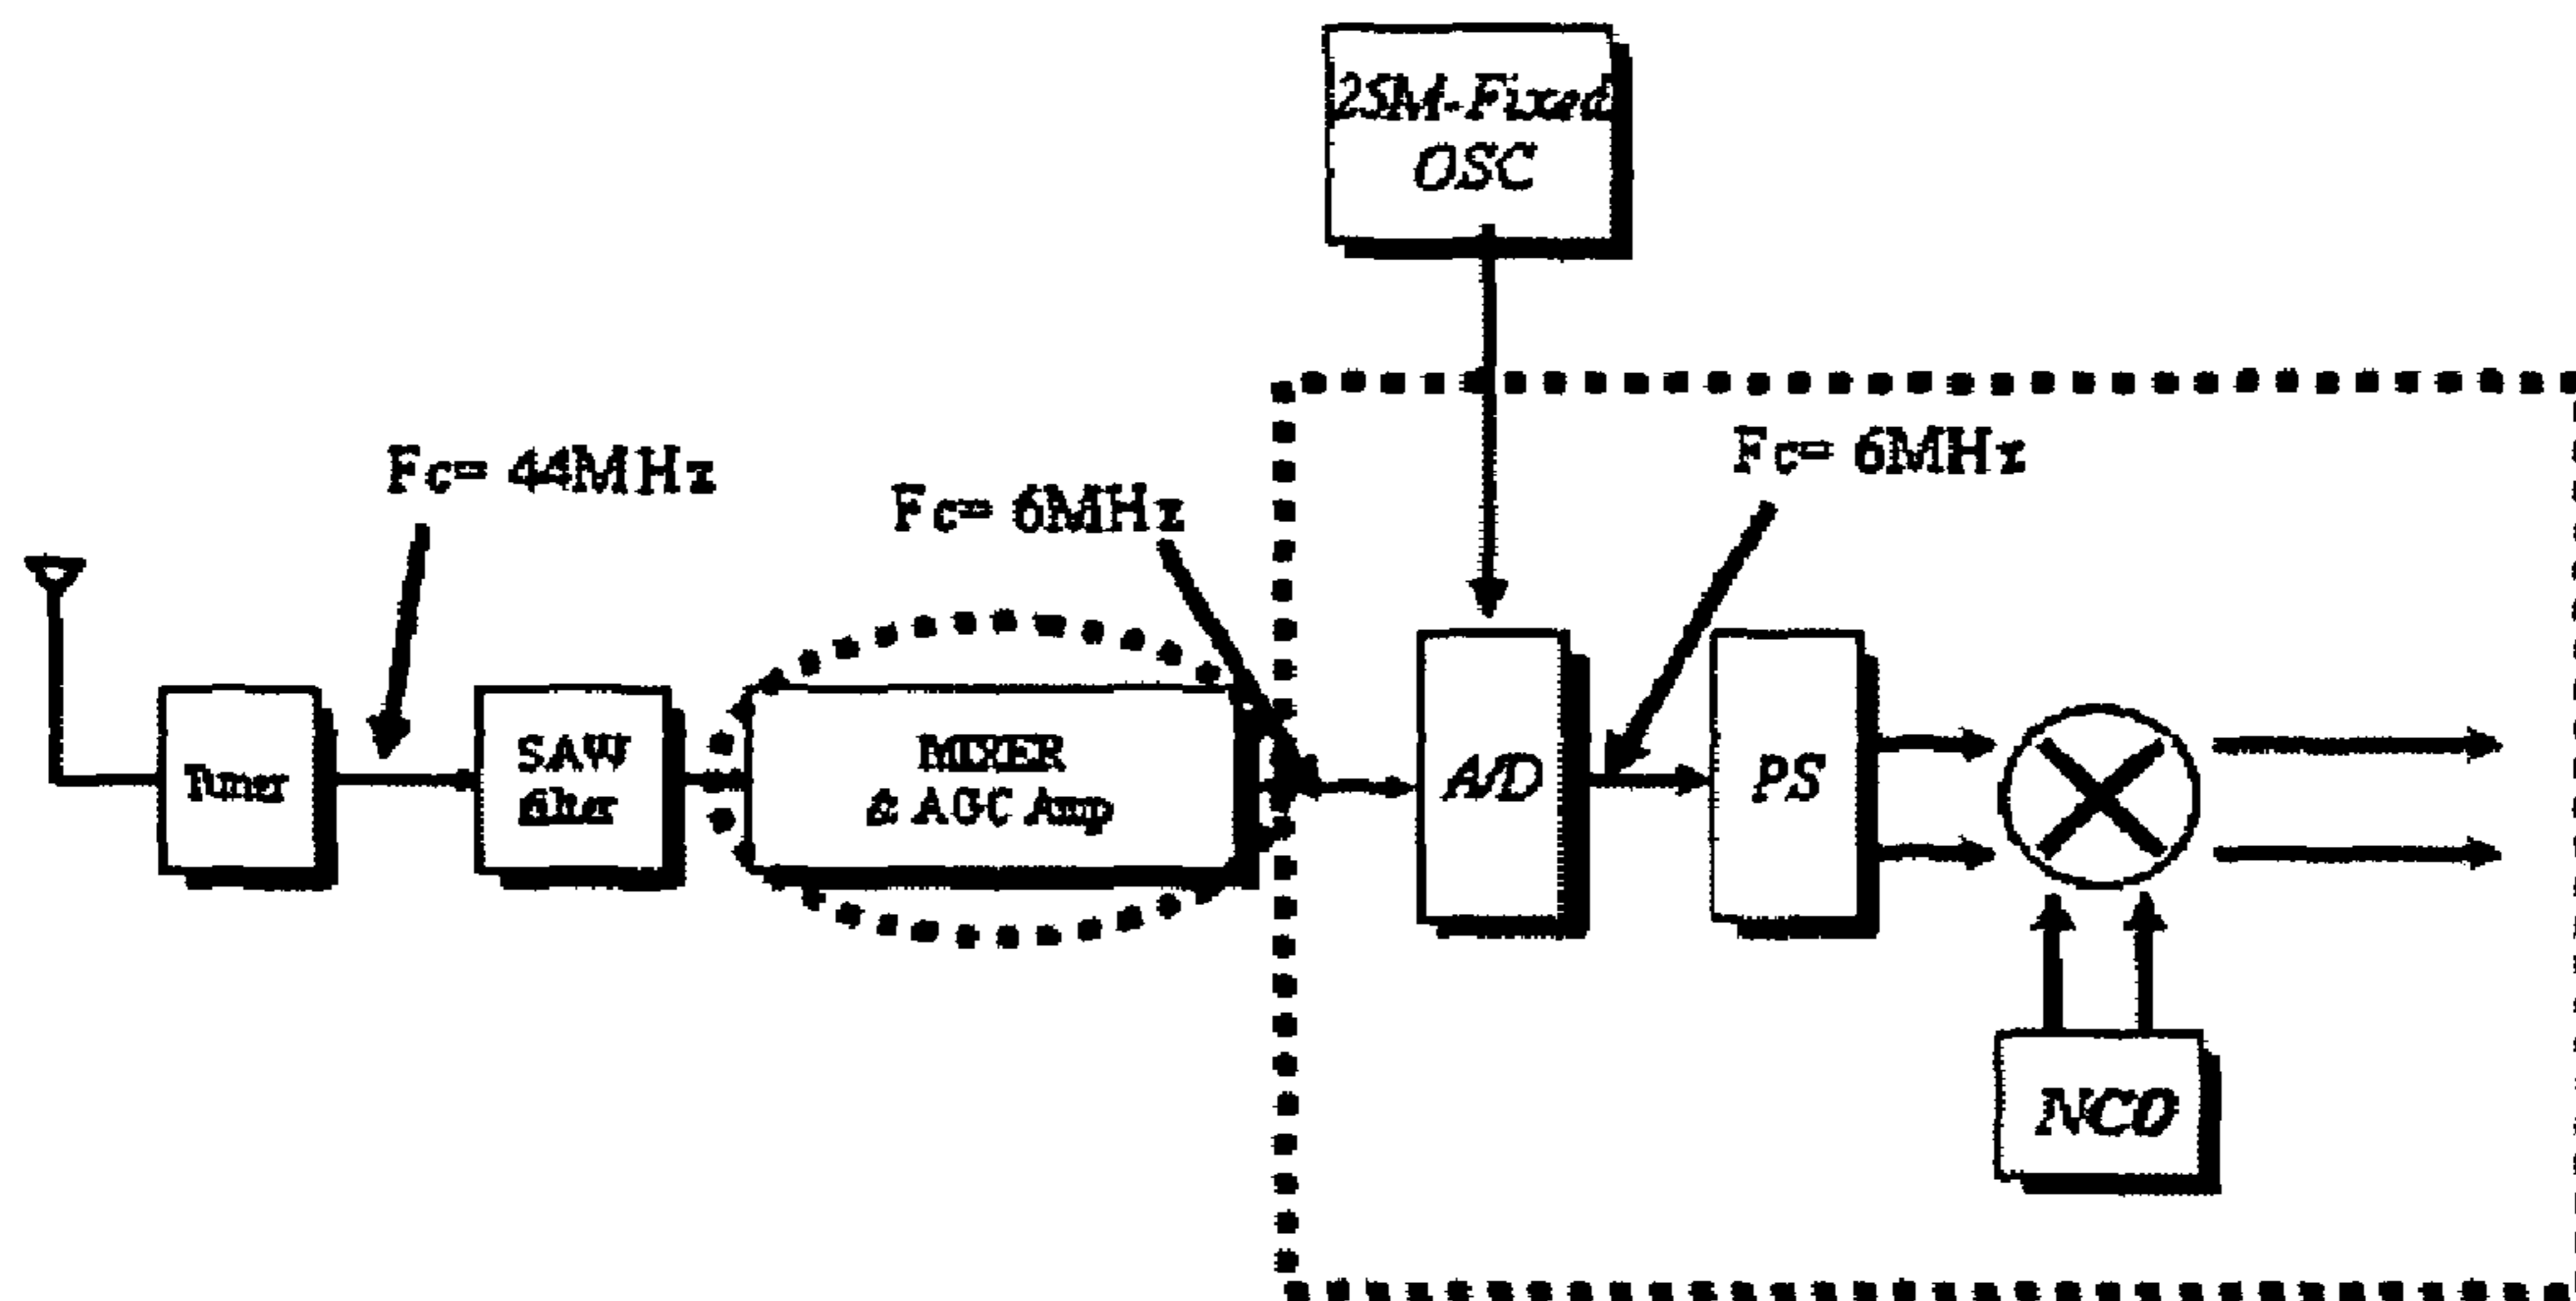 25M-Fixed
OSC
Fc= 44MHz
Fc= 6MHz
Fc= 6MHz
Tuner
SAW
filter
MIXER
& AGC Amp
A/D
PS
NCO